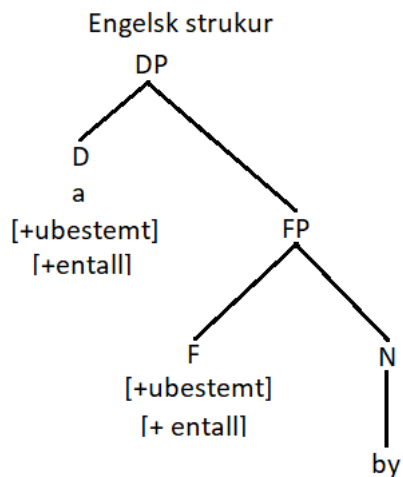 Engelsk strukur
DP
D
a
[+ubestemt]
[+entall]
FP
F
N
[+ubestemt]
[+ entall]
by